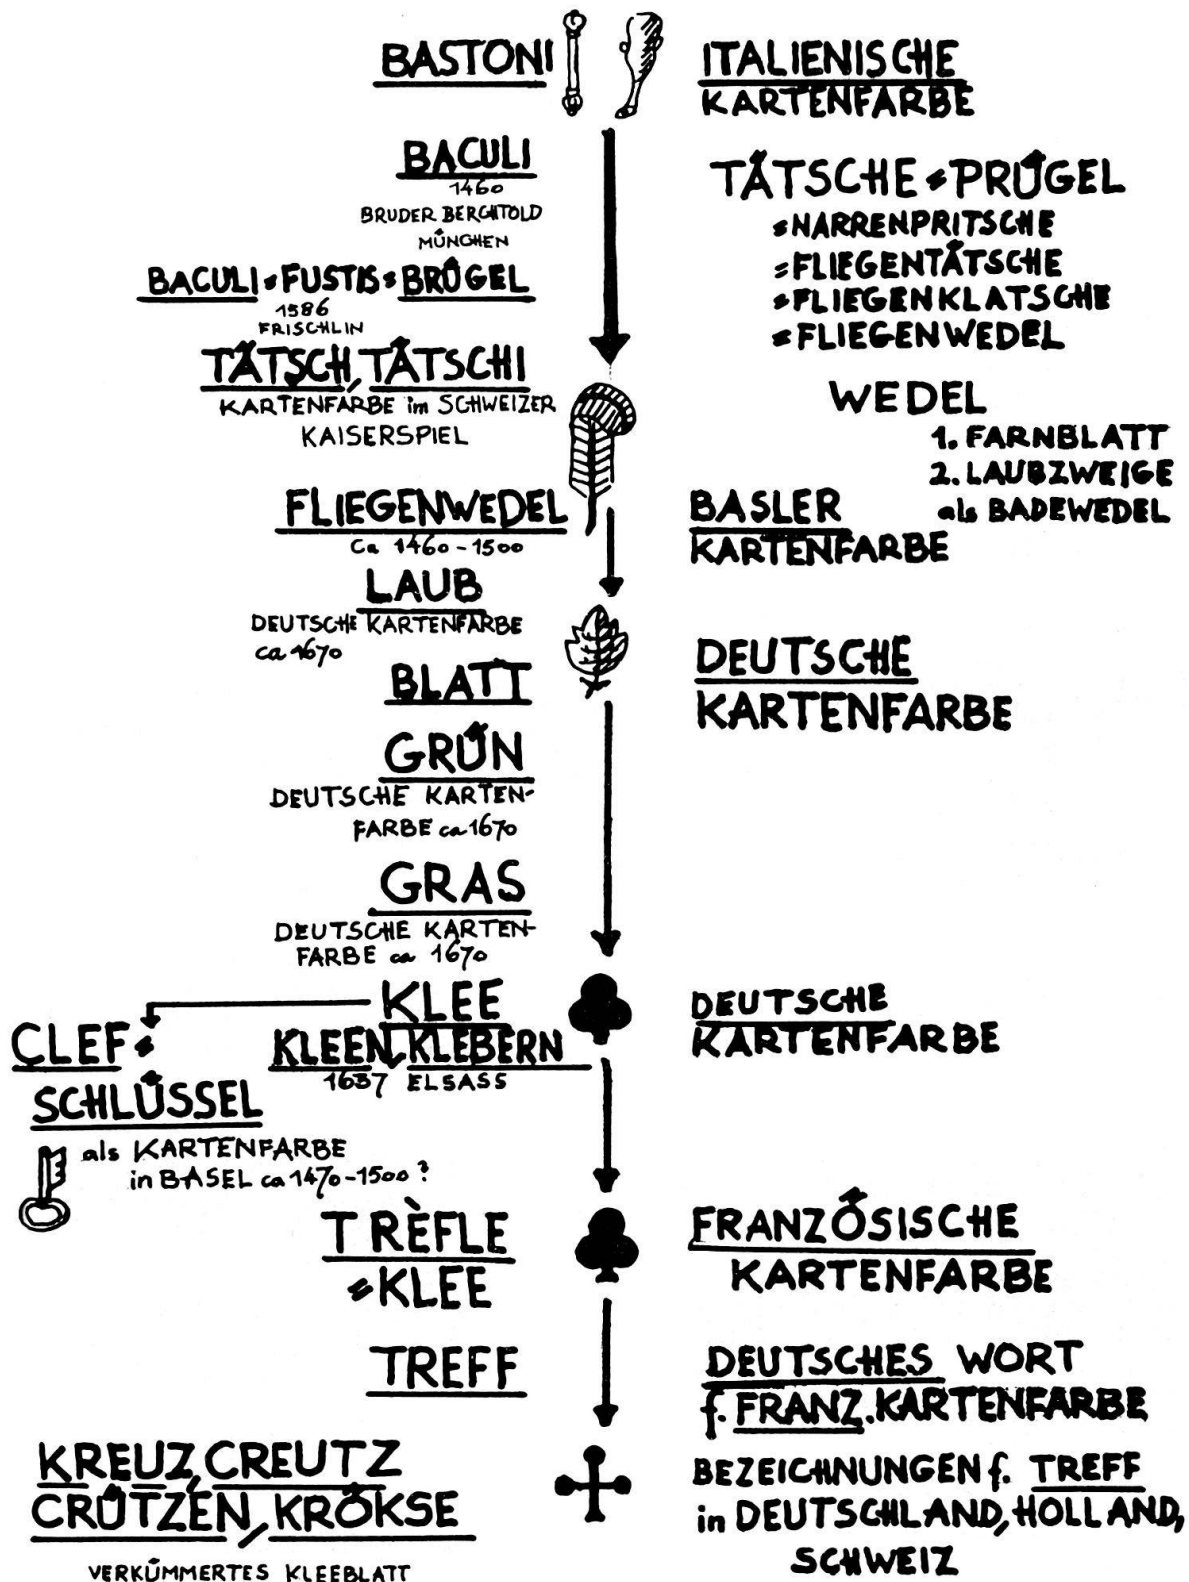 BASTONI
ITALIENISCHE
KARTENFARBE
BACULI
1460
BRUDER BERCHTOLD
MÜNCHEN
TÄTSCHE = PRÜGEL
= NARRENPRITSCHE
= FLIEGENTÄTSCHE
= FLIEGENKLATSCHE
= FLIEGENWEDEL
BACULI = FUSTIS = BRÜGEL
1586
FRISCHLIN
TÄTSCH, TÄTSCHI
KARTENFARBE im SCHWEIZER
KAISERSPIEL
WEDEL
1. FARNBLATT
2. LAUBZWEIGE
als BADEWEDEL
FLIEGENWEDEL
Ca 1460-1500
BASLER
KARTENFARBE
LAUB
DEUTSCHE KARTENFARBE
ca 1670
BLATT
DEUTSCHE
KARTENFARBE
GRÜN
DEUTSCHE KARTEN-
FARBE ca 1670
GRAS
DEUTSCHE KARTEN-
FARBE ca 1670
KLEE
KLEEN, KLEBERN
1637 ELSASS
DEUTSCHE
KARTENFARBE
CLEF =
SCHLÜSSEL
als KARTENFARBE
in BASEL ca 1470-1500?
TRÈFLE
= KLEE
FRANZÖSISCHE
KARTENFARBE
TREFF
DEUTSCHES WORT
f. FRANZ. KARTENFARBE
KREUZ, CREUTZ
CRÜTZEN, KRÖKSE
VERKÜMMERTES KLEEBLATT
BEZEICHNUNGEN f. TREFF
in DEUTSCHLAND, HOLLAND,
SCHWEIZ